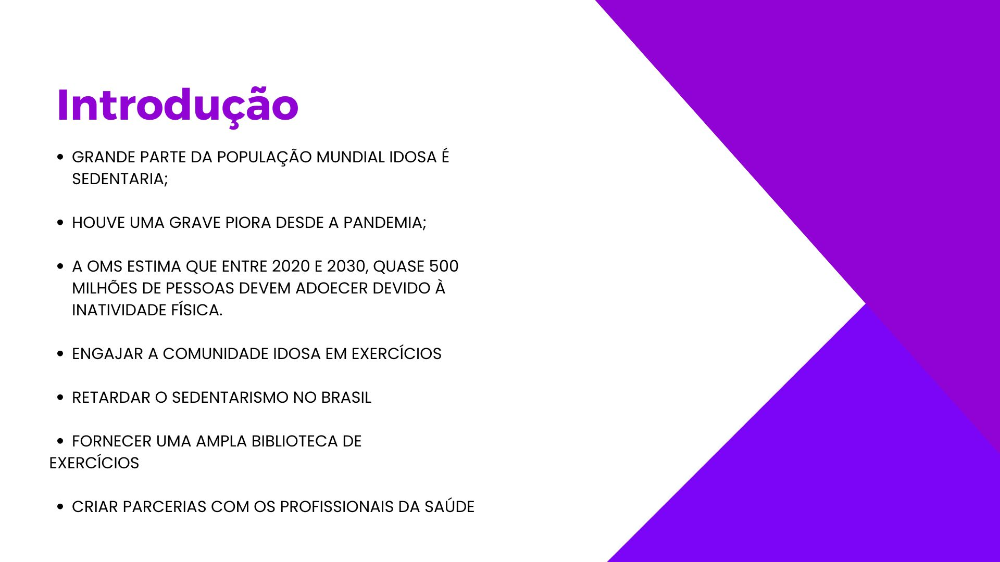 Introdução
• GRANDE PARTE DA POPULAÇÃO MUNDIAL IDOSA É
SEDENTARIA;
• HOUVE UMA GRAVE PIORA DESDE A PANDEMIA;
• A OMS ESTIMA QUE ENTRE 2020 E 2030, QUASE 500
MILHÕES DE PESSOAS DEVEM ADOECER DEVIDO À
INATIVIDADE FÍSICA.
• ENGAJAR A COMUNIDADE IDOSA EM EXERCÍCIOS
• RETARDAR O SEDENTARISMO NO BRASIL
• FORNECER UMA AMPLA BIBLIOTECA DE
EXERCÍCIOS
• CRIAR PARCERIAS COM OS PROFISSIONAIS DA SAÚDE